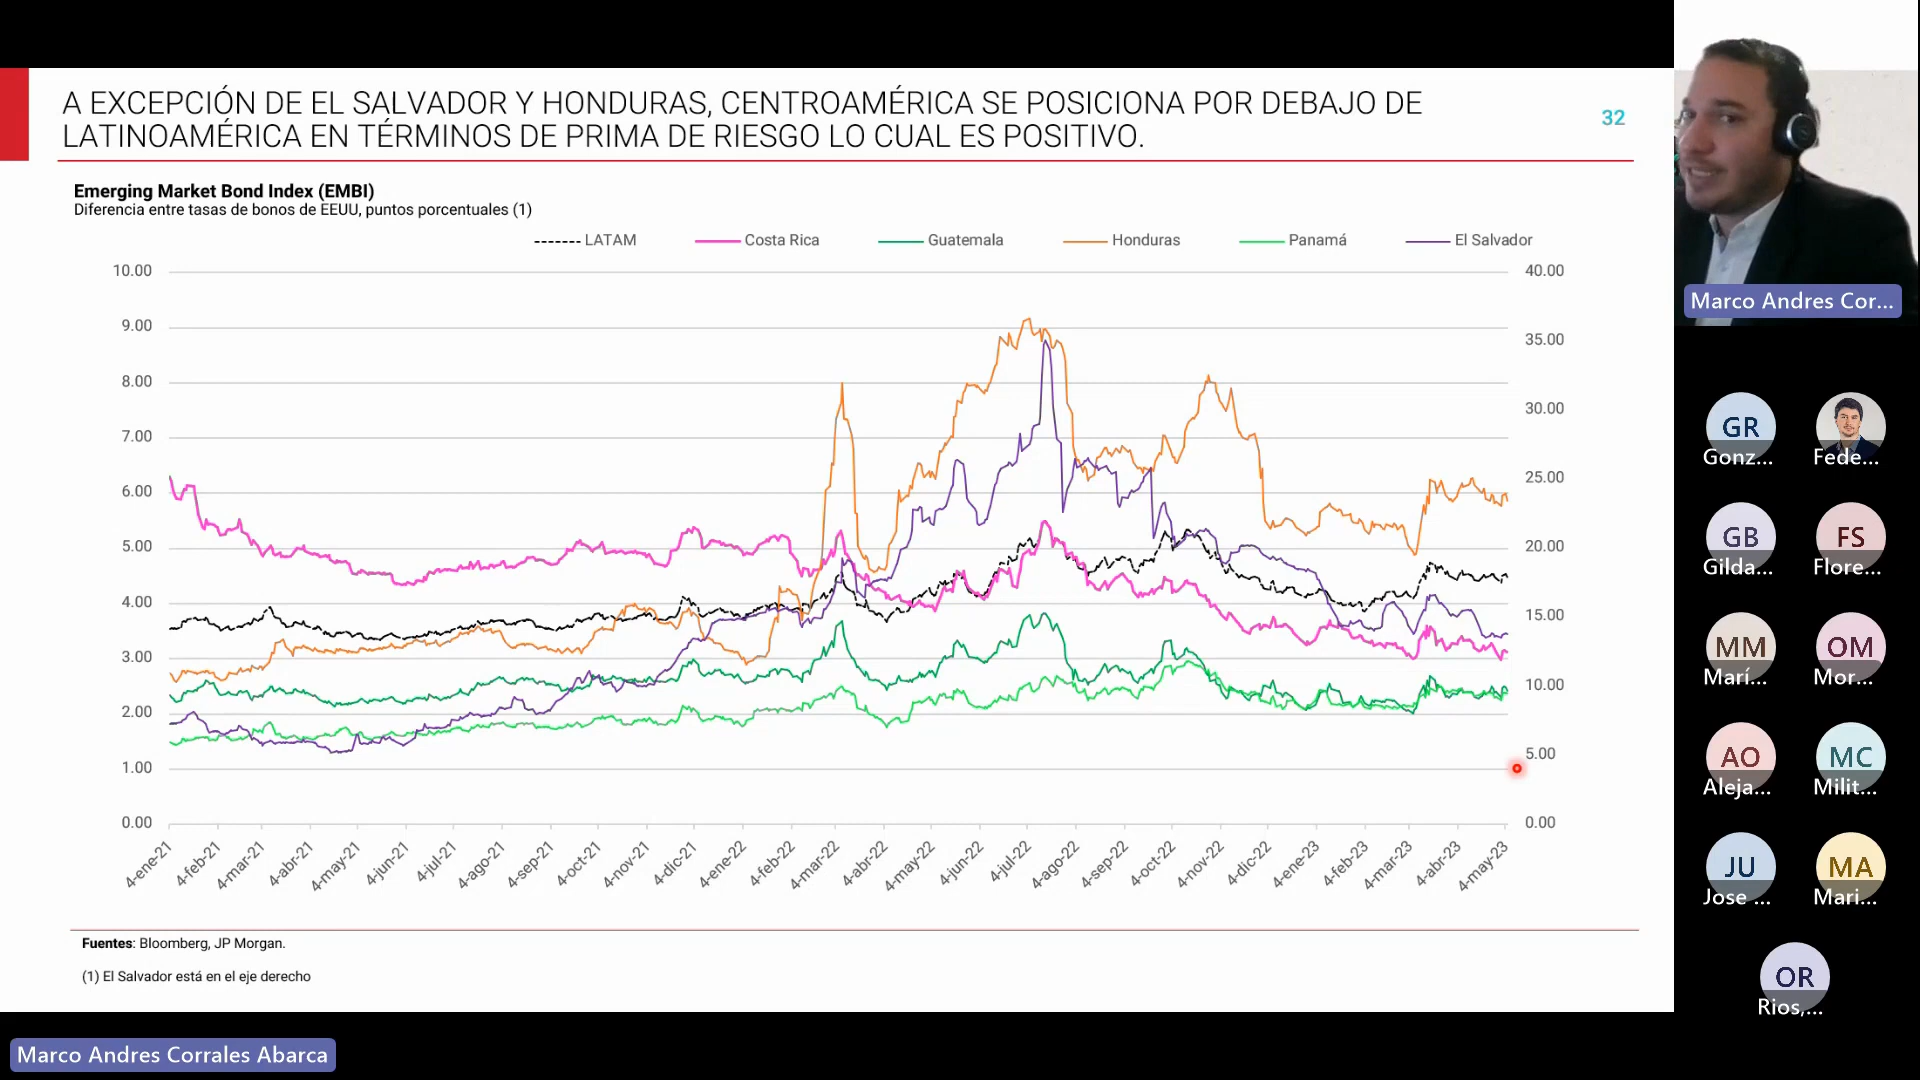 A EXCEPCIÓN DE EL SALVADOR Y HONDURAS, CENTROAMÉRICA SE POSICIONA POR DEBAJO DE
LATINOAMÉRICA EN TÉRMINOS DE PRIMA DE RIESGO LO CUAL ES POSITIVO.
32
Emerging Market Bond Index (EMBI)
Diferencia entre tasas de bonos de EEUU, puntos porcentuales (1)
LATAM Costa Rica Guatemala Honduras Panamá El Salvador
10.00
9.00
8.00
7.00
6.00
5.00
4.00
3.00
2.00
1.00
0.00
40.00
35.00
30.00
25.00
20.00
15.00
10.00
5.00
0.00
4-ene-21
4-feb-21
4-mar-21
4-abr-21
4-may-21
4-jun-21
4-jul-21
4-ago-21
4-sep-21
4-oct-21
4-nov-21
4-dic-21
4-ene-22
4-feb-22
4-mar-22
4-abr-22
4-may-22
4-jun-22
4-jul-22
4-ago-22
4-sep-22
4-oct-22
4-nov-22
4-dic-22
4-ene-23
4-feb-23
4-mar-23
4-abr-23
4-may-23
Fuentes: Bloomberg, JP Morgan.
(1) El Salvador está en el eje derecho
Marco Andres Corrales Abarca
Marco Andres Cor...
GR
Gonz...
Fede...
GB
Gilda...
FS
Flore...
MM
Marí...
OM
Mor...
AO
Aleja...
MC
Milit...
JU
Jose ...
MA
Mari...
OR
Rios,...